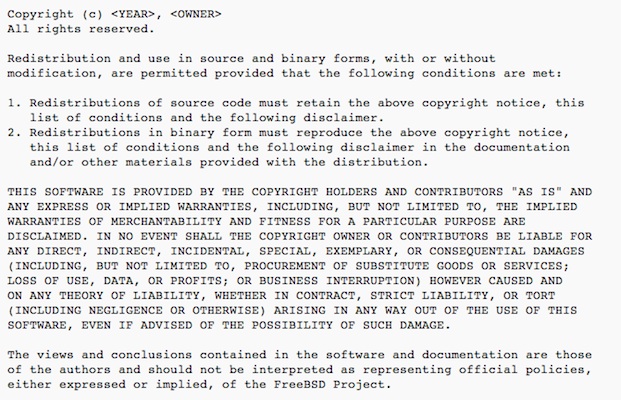 Copyright (c) <YEAR>, <OWNER>
All rights reserved.

Redistribution and use in source and binary forms, with or without
modification, are permitted provided that the following conditions are met:

1. Redistributions of source code must retain the above copyright notice, this
list of conditions and the following disclaimer.
2. Redistributions in binary form must reproduce the above copyright notice,
this list of conditions and the following disclaimer in the documentation
and/or other materials provided with the distribution.

THIS SOFTWARE IS PROVIDED BY THE COPYRIGHT HOLDERS AND CONTRIBUTORS "AS IS" AND
ANY EXPRESS OR IMPLIED WARRANTIES, INCLUDING, BUT NOT LIMITED TO, THE IMPLIED
WARRANTIES OF MERCHANTABILITY AND FITNESS FOR A PARTICULAR PURPOSE ARE
DISCLAIMED. IN NO EVENT SHALL THE COPYRIGHT OWNER OR CONTRIBUTORS BE LIABLE FOR
ANY DIRECT, INDIRECT, INCIDENTAL, SPECIAL, EXEMPLARY, OR CONSEQUENTIAL DAMAGES
(INCLUDING, BUT NOT LIMITED TO, PROCUREMENT OF SUBSTITUTE GOODS OR SERVICES;
LOSS OF USE, DATA, OR PROFITS; OR BUSINESS INTERRUPTION) HOWEVER CAUSED AND
ON ANY THEORY OF LIABILITY, WHETHER IN CONTRACT, STRICT LIABILITY, OR TORT
(INCLUDING NEGLIGENCE OR OTHERWISE) ARISING IN ANY WAY OUT OF THE USE OF THIS
SOFTWARE, EVEN IF ADVISED OF THE POSSIBILITY OF SUCH DAMAGE.

The views and conclusions contained in the software and documentation are those
of the authors and should not be interpreted as representing official policies,
either expressed or implied, of the FreeBSD Project.